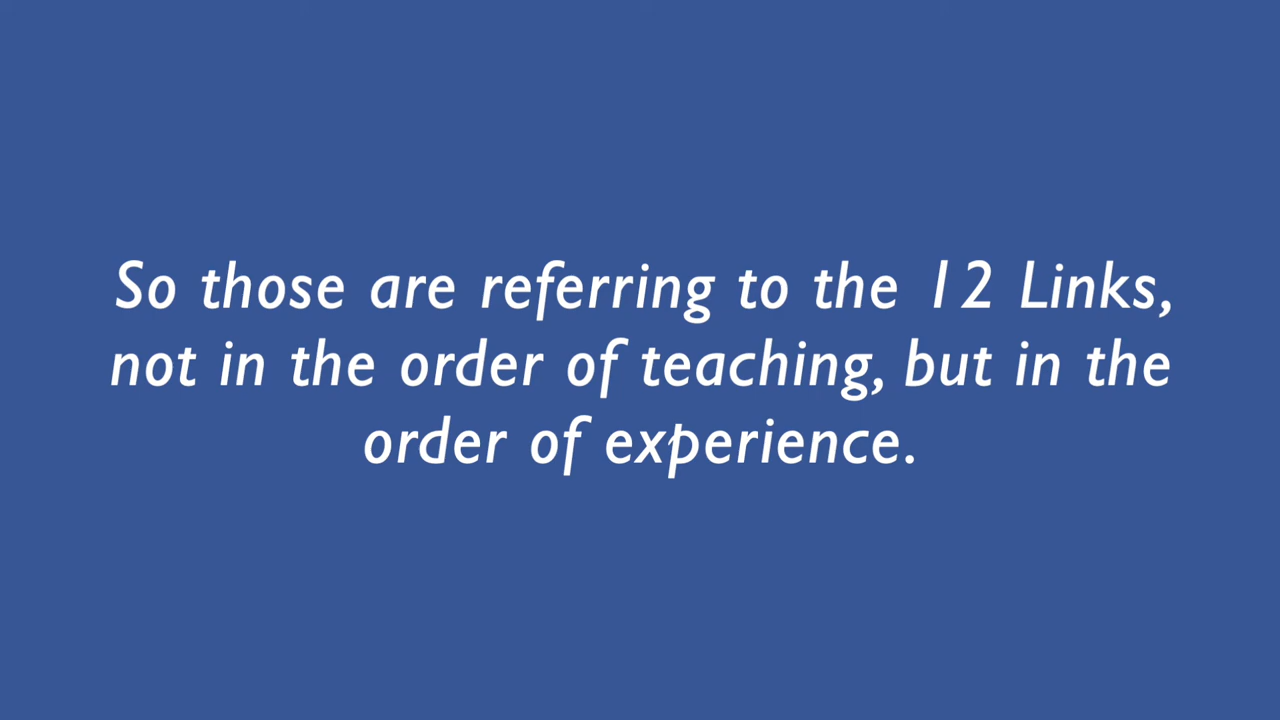 So those are referring to the 12 Links,
not in the order of teaching, but in the
order of experience.